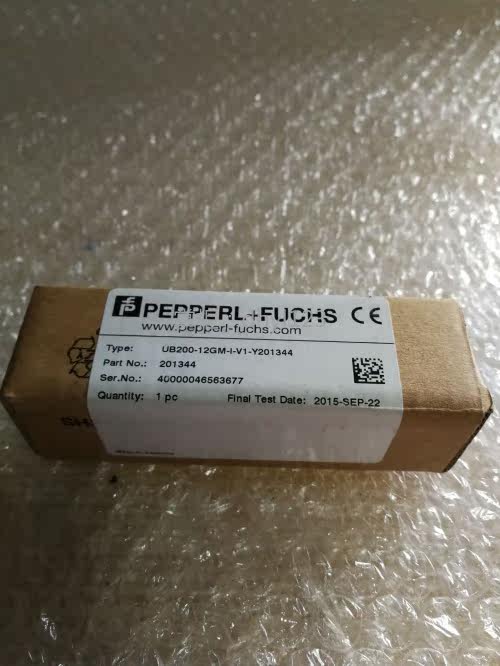 PEPPERL+FUCHS CE
www.pepperl-fuchs.com
Type: UB200-12GM-I-V1-Y201344
Part No.: 201344
Ser.No.: 40000046563677
Quantity: 1 pc Final Test Date: 2015-SEP-22